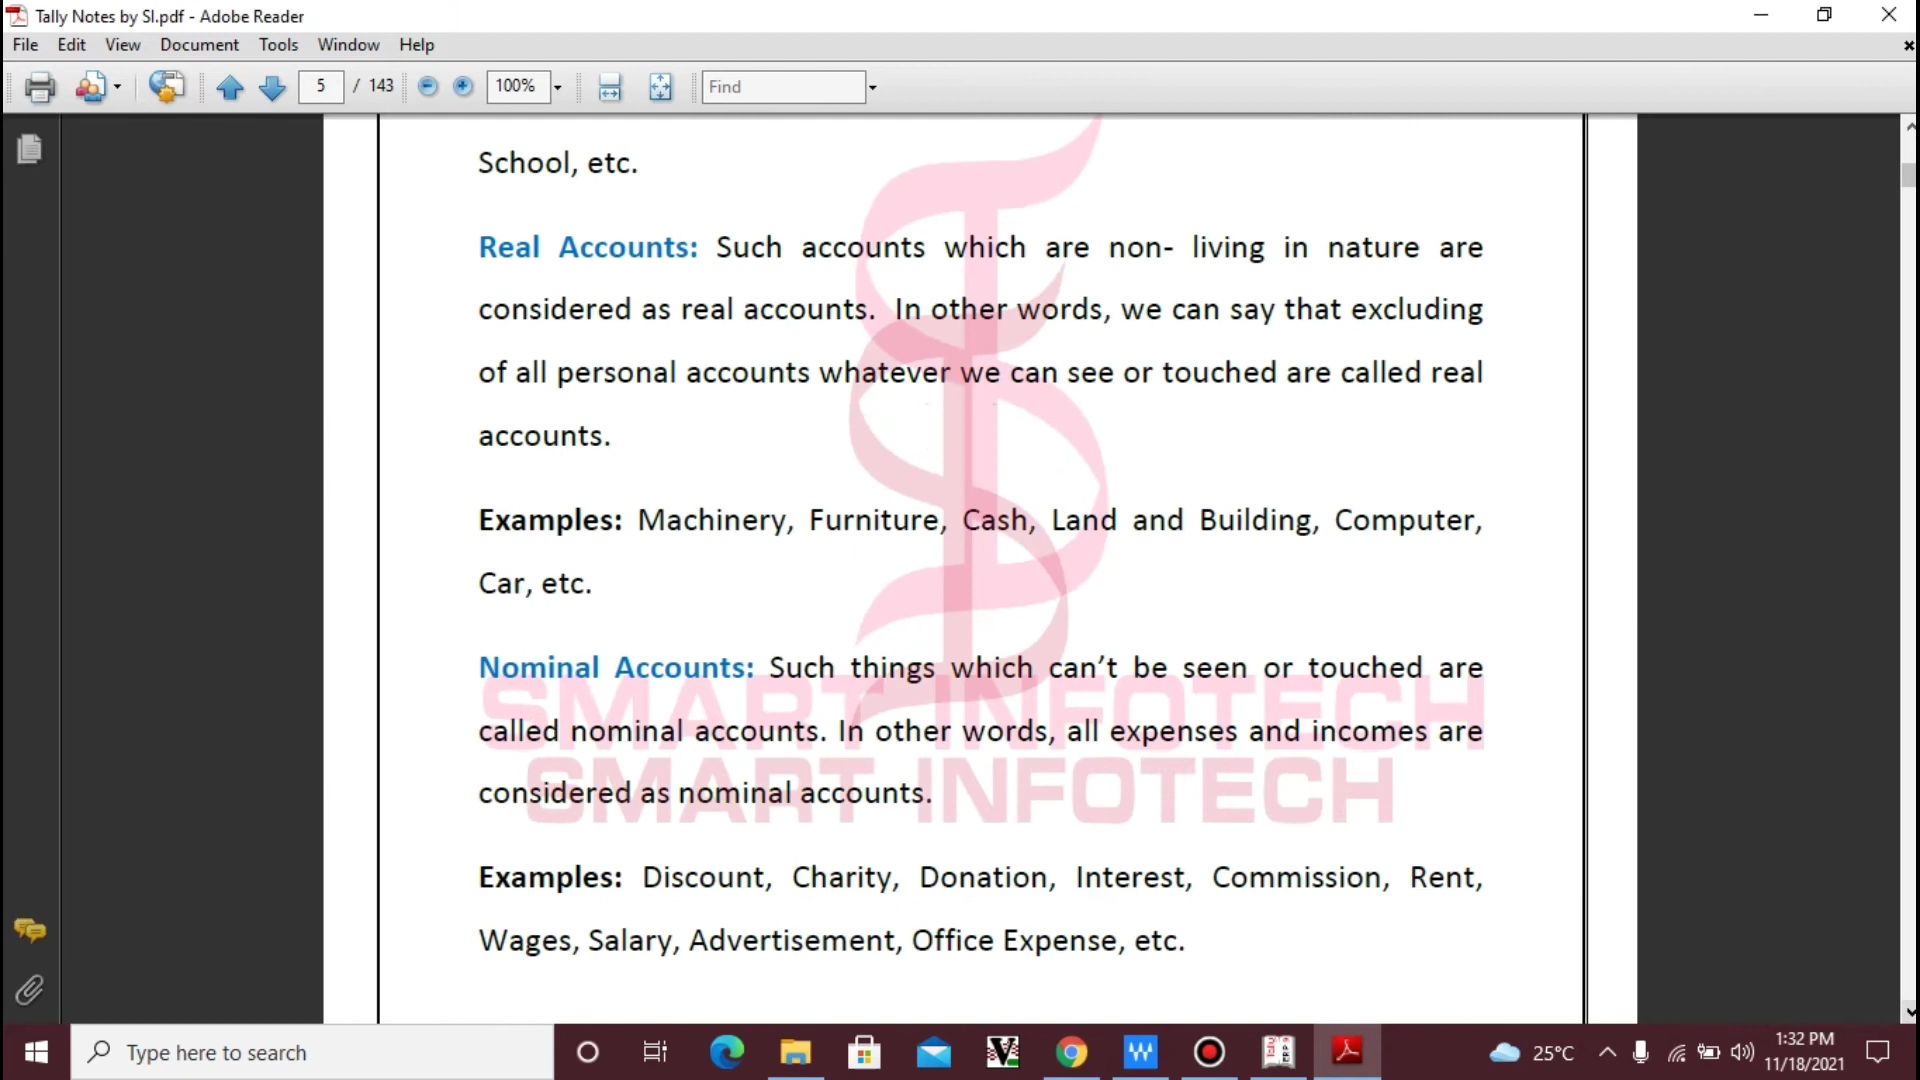 Tally Notes by SI.pdf - Adobe Reader
File Edit View Document Tools Window Help
5 / 143 100% Find
School, etc.
Real Accounts: Such accounts which are non- living in nature are
considered as real accounts. In other words, we can say that excluding
of all personal accounts whatever we can see or touched are called real
accounts.
Examples: Machinery, Furniture, Cash, Land and Building, Computer,
Car, etc.
Nominal Accounts: Such things which can’t be seen or touched are
called nominal accounts. In other words, all expenses and incomes are
considered as nominal accounts.
SMART INFOTECH
SMART INFOTECH
Examples: Discount, Charity, Donation, Interest, Commission, Rent,
Wages, Salary, Advertisement, Office Expense, etc.
Type here to search
25°C
1:32 PM
11/18/2021